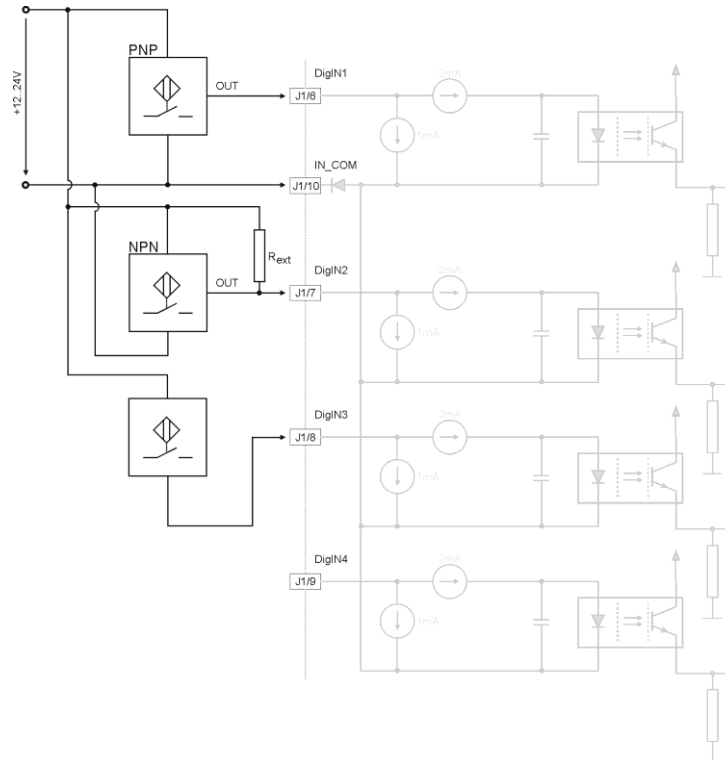 PNP
DigIN1
+12..24V
OUT
J1/6
2mA
1mA
IN_COM
J1/10
NPN
Rext
DigIN2
OUT
J1/7
2mA
1mA
DigIN3
J1/8
2mA
1mA
DigIN4
J1/9
2mA
1mA